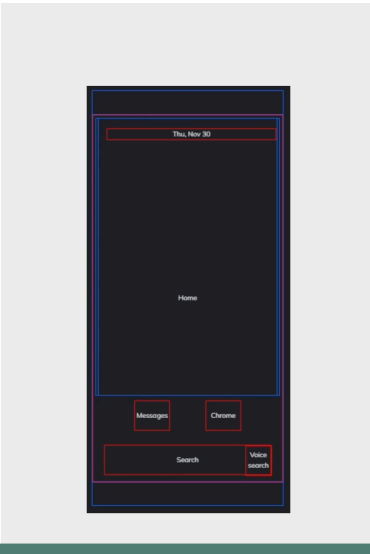 Thu, Nov 30
Home
Messages
Chrome
Search
Voice
search